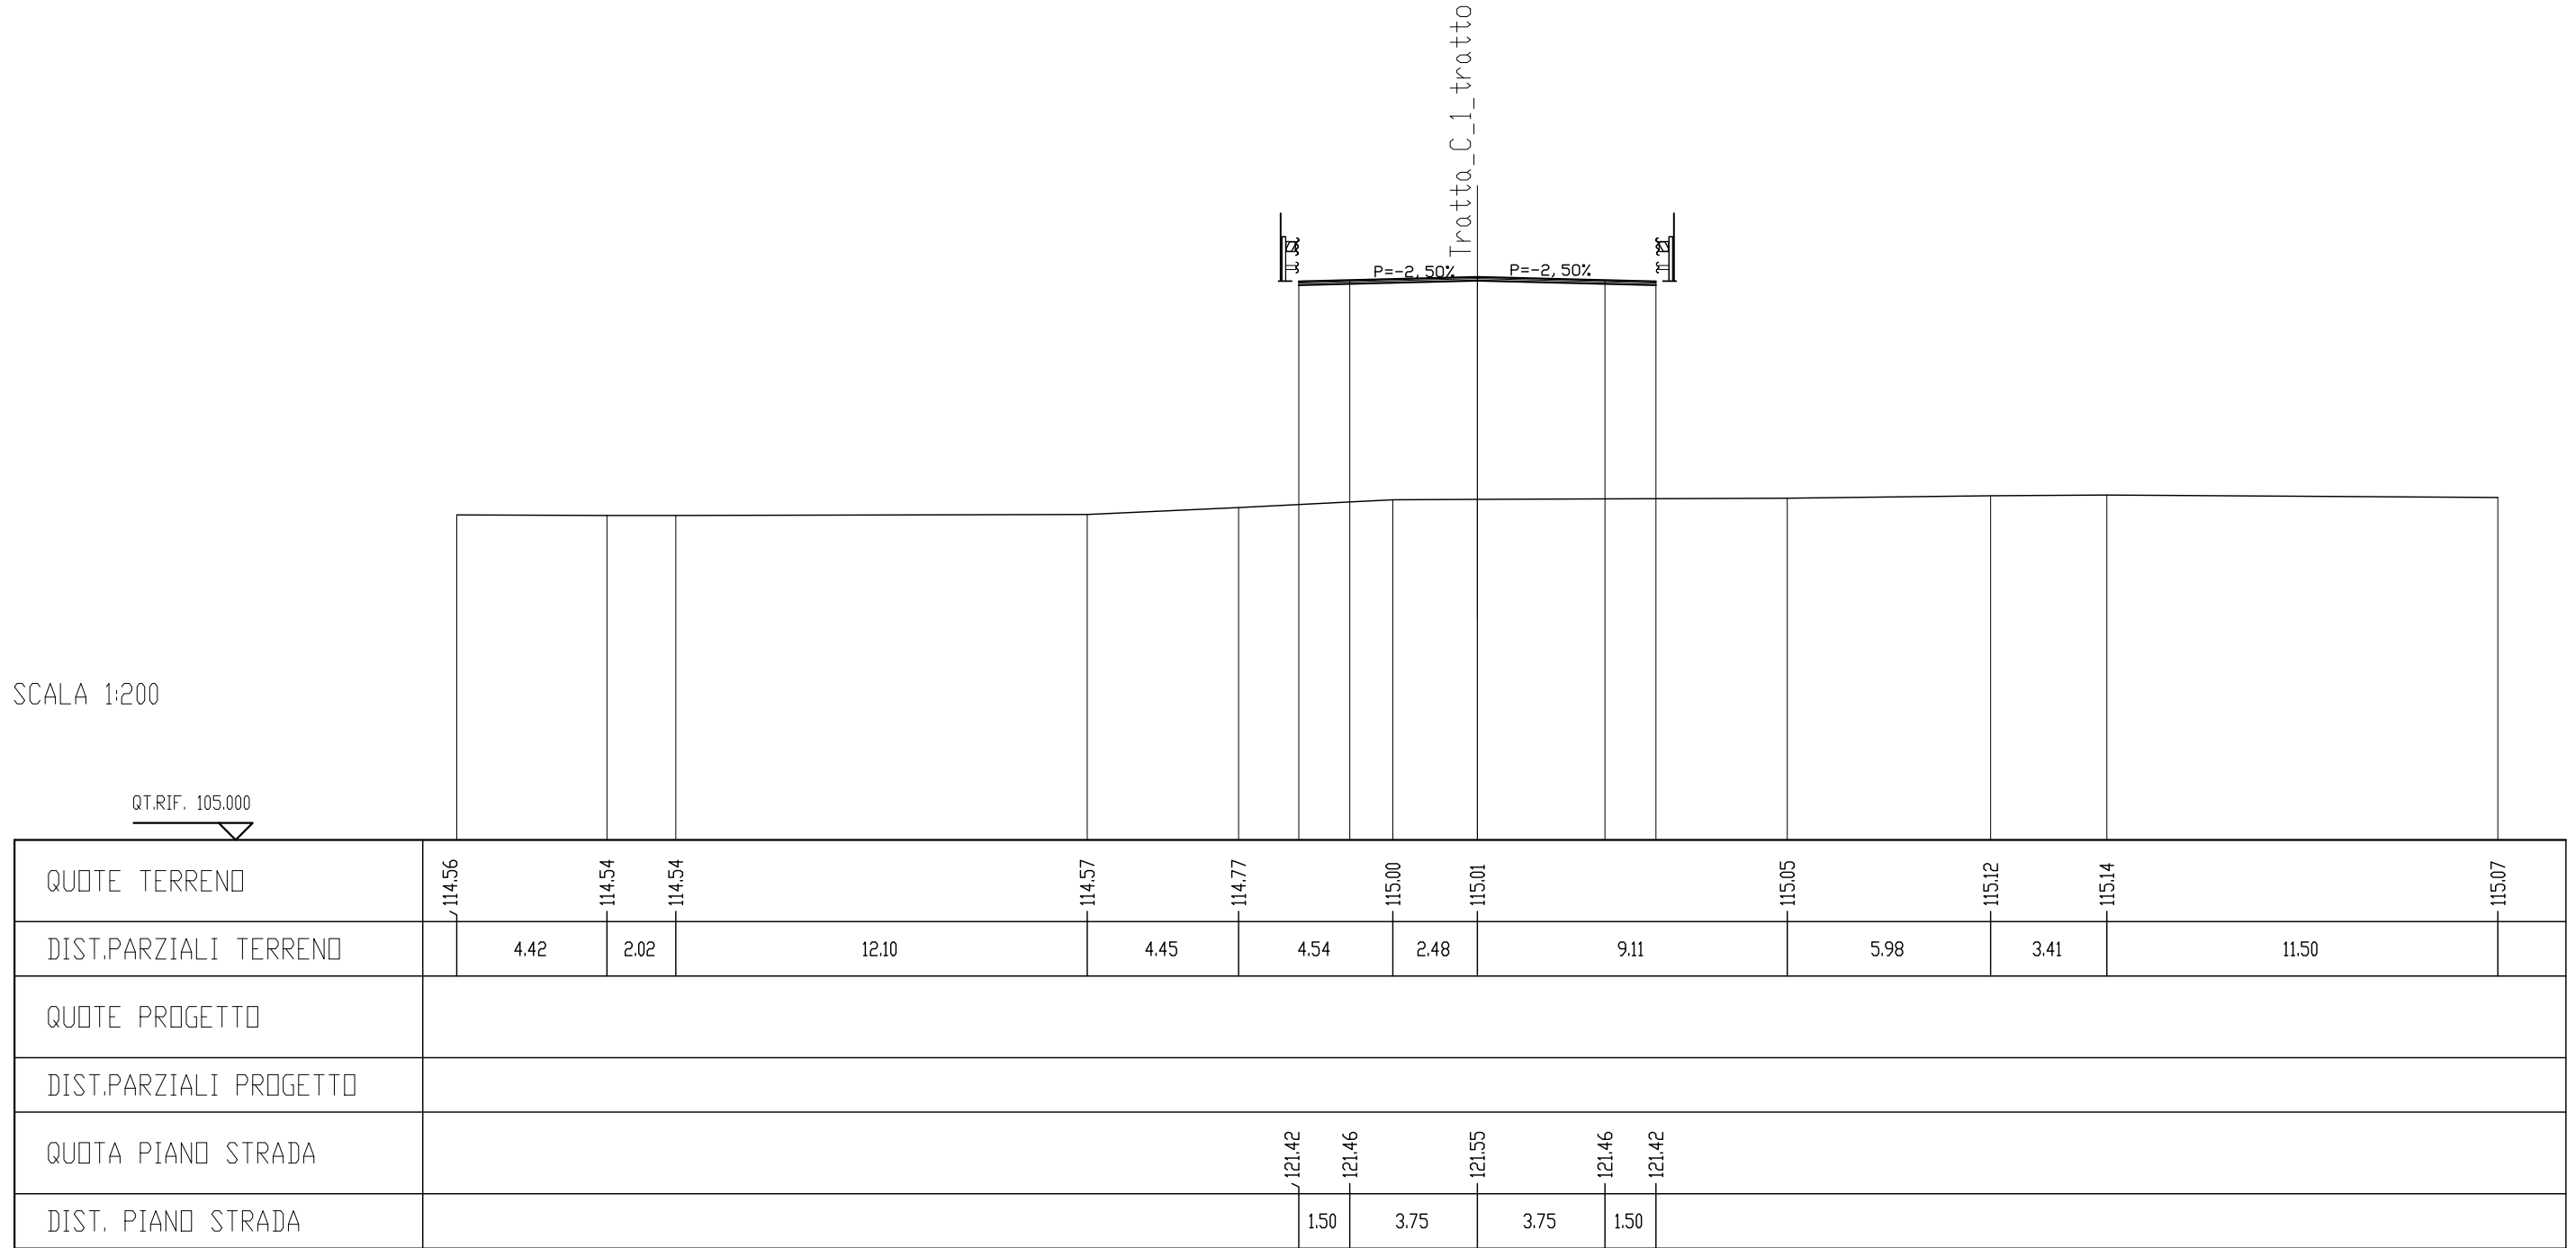 Tratta_C_1_tratto
P=-2,50% P=-2,50%
SCALA 1:200
QT.RIF. 105.000
QUOTE TERRENO 114.56 114.54 114.54 114.57 114.77 115.00 115.01 115.05 115.12 115.14 115.07
DIST.PARZIALI TERRENO 4.42 2.02 12.10 4.45 4.54 2.48 9.11 5.98 3.41 11.50
QUOTE PROGETTO
DIST.PARZIALI PROGETTO
QUOTA PIANO STRADA 121.42 121.46 121.55 121.46 121.42
DIST. PIANO STRADA 1.50 3.75 3.75 1.50